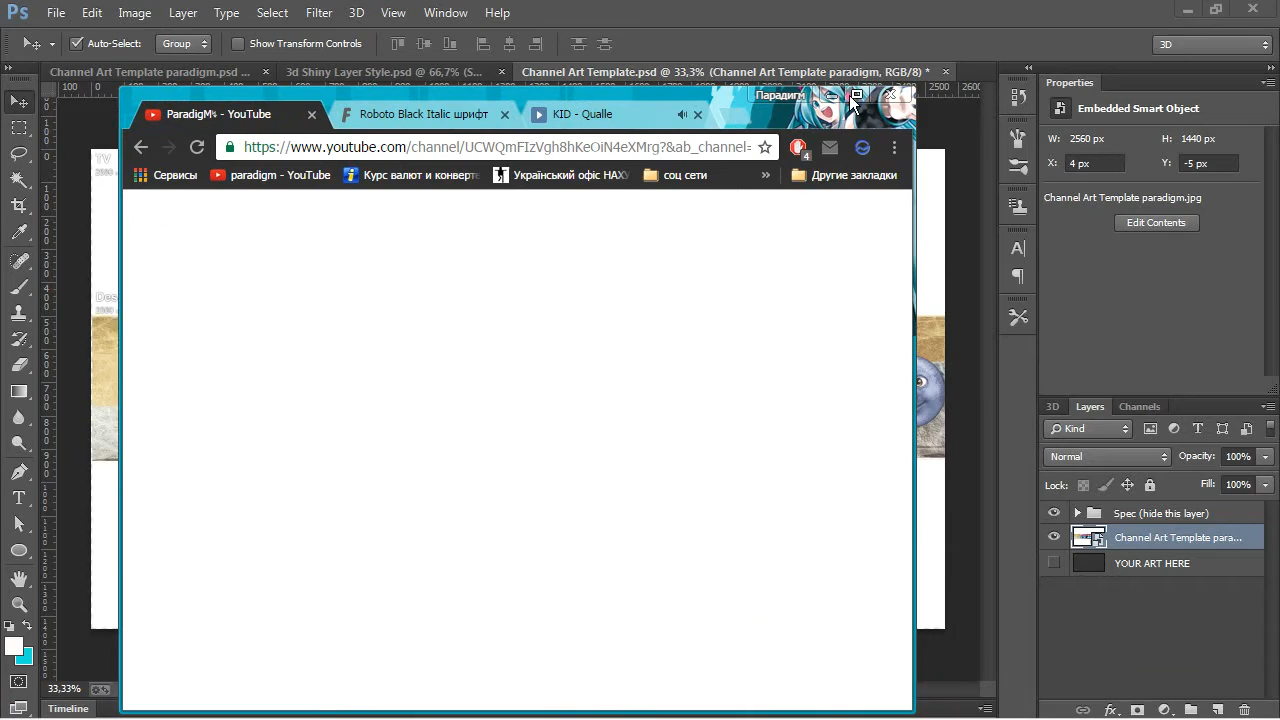 Ps File Edit Image Layer Type Select Filter 3D View Window Help
Auto-Select: Group Show Transform Controls 3D
Channel Art Template paradigm.psd ... 3d Shiny Layer Style.psd @ 66,7% (S... Channel Art Template.psd @ 33,3% (Channel Art Template paradigm, RGB/8) *
Парадигм
ParadigM - YouTube Roboto Black Italic шрифт KID - Qualle
https://www.youtube.com/channel/UCWQmFIzVgh8hKeOiN4eXMrg?&ab_channel=
4
Сервисы paradigm - YouTube Курс валют и конверте Український офіс НАХУ соц сети » Другие закладки
TV
Properties
Embedded Smart Object
W: 2560 px H: 1440 px
X: 4 px Y: -5 px
Channel Art Template paradigm.jpg
Edit Contents
3D Layers Channels
Kind
Normal Opacity: 100%
Lock: Fill: 100%
Spec (hide this layer)
Channel Art Template para...
YOUR ART HERE
33,33%
Timeline